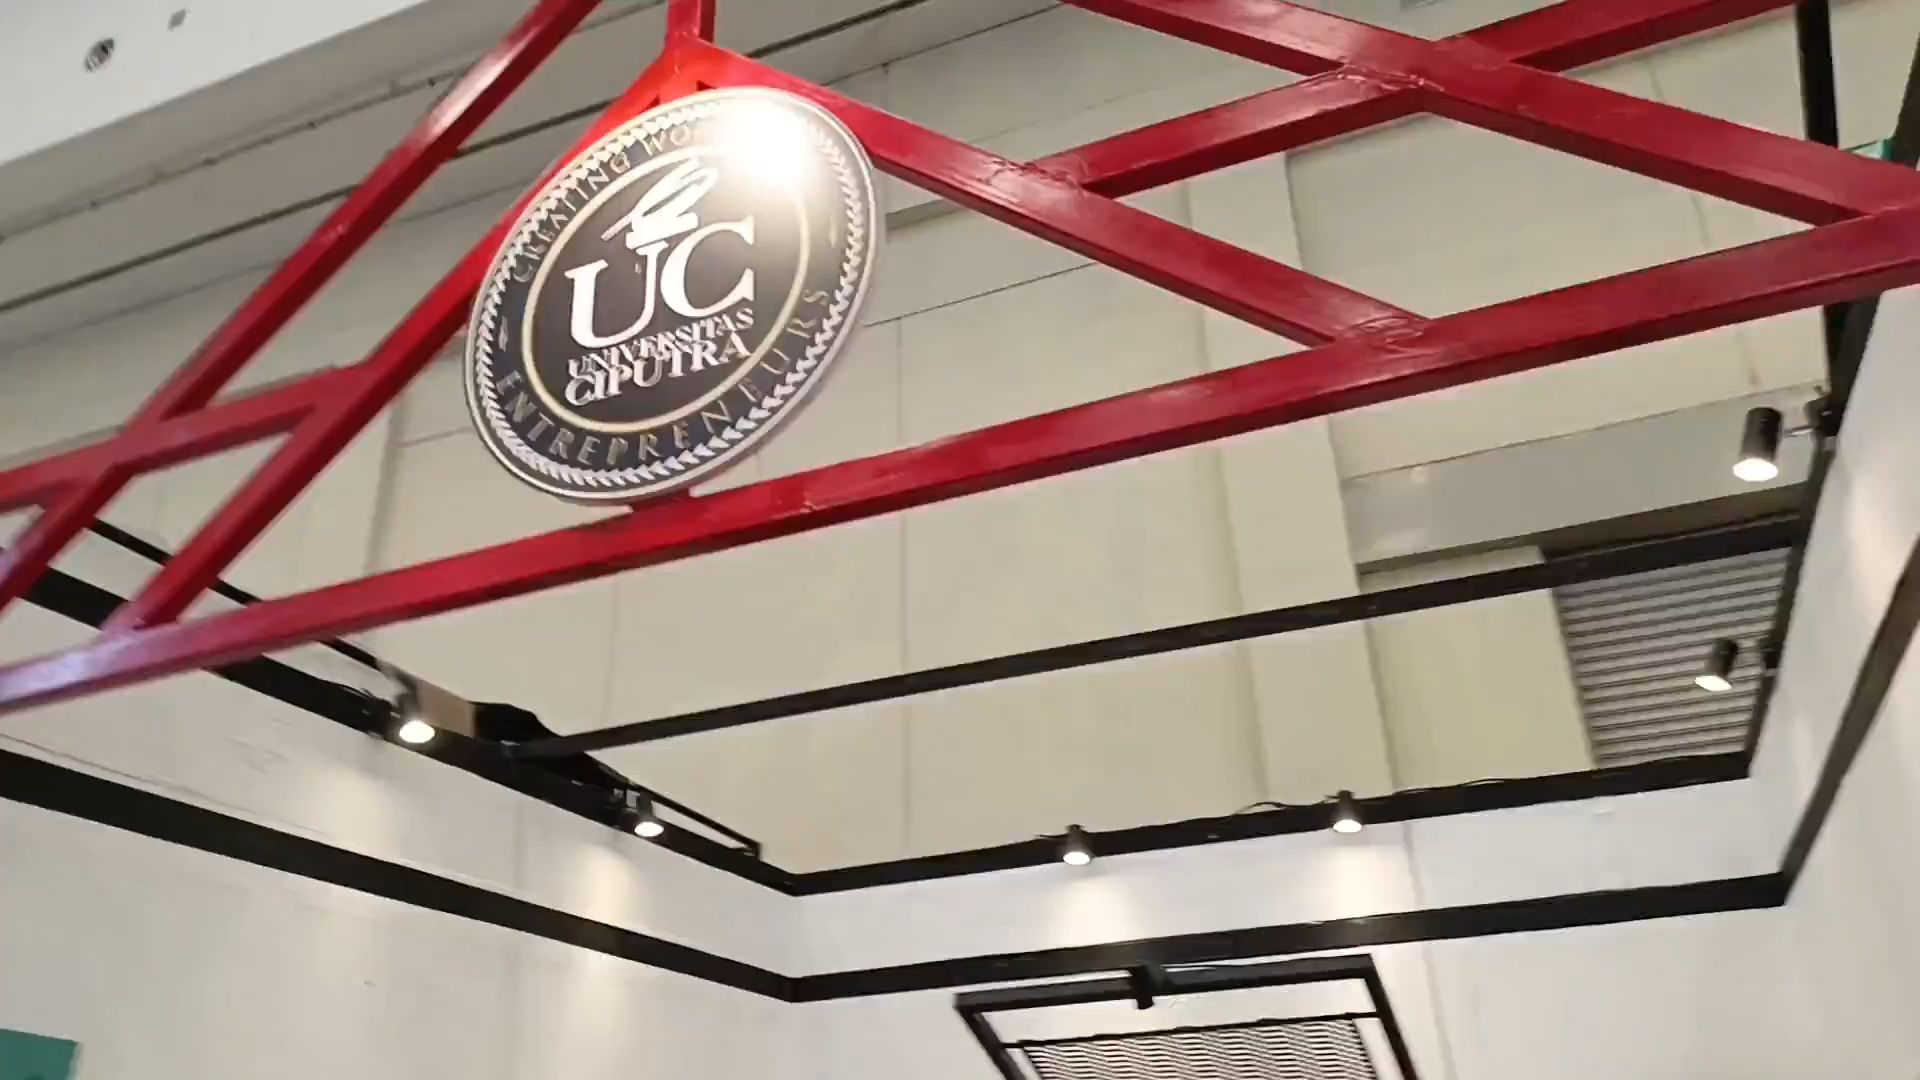 CREATING WO
UC
UNIVERSITAS
CIPUTRA
ENTREPRENEURS